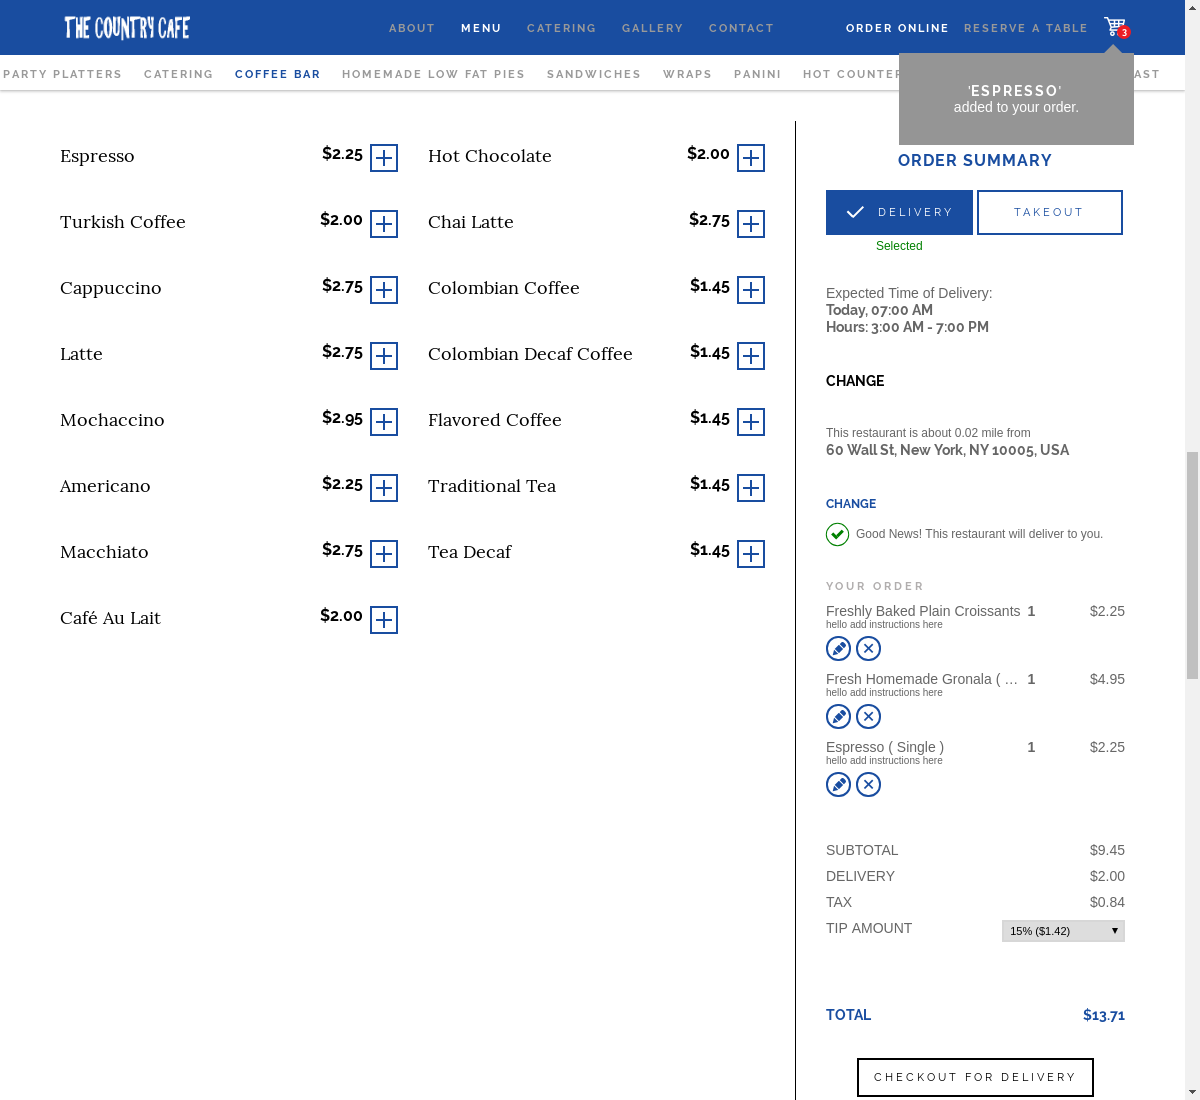 THE COUNTRY CAFE
ABOUT MENU CATERING GALLERY CONTACT ORDER ONLINE RESERVE A TABLE 3
PARTY PLATTERS CATERING COFFEE BAR HOMEMADE LOW FAT PIES SANDWICHES WRAPS PANINI HOT COUNTER AST
'ESPRESSO'
added to your order.
Espresso $2.25
Turkish Coffee $2.00
Cappuccino $2.75
Latte $2.75
Mochaccino $2.95
Americano $2.25
Macchiato $2.75
Café Au Lait $2.00
Hot Chocolate $2.00
Chai Latte $2.75
Colombian Coffee $1.45
Colombian Decaf Coffee $1.45
Flavored Coffee $1.45
Traditional Tea $1.45
Tea Decaf $1.45
ORDER SUMMARY
DELIVERY TAKEOUT
Selected
Expected Time of Delivery:
Today, 07:00 AM
Hours: 3:00 AM - 7:00 PM
CHANGE
This restaurant is about 0.02 mile from
60 Wall St, New York, NY 10005, USA
CHANGE
Good News! This restaurant will deliver to you.
YOUR ORDER
Freshly Baked Plain Croissants 1 $2.25
hello add instructions here
Fresh Homemade Gronala ( ... 1 $4.95
hello add instructions here
Espresso ( Single ) 1 $2.25
hello add instructions here
SUBTOTAL $9.45
DELIVERY $2.00
TAX $0.84
TIP AMOUNT 15% ($1.42)
TOTAL $13.71
CHECKOUT FOR DELIVERY